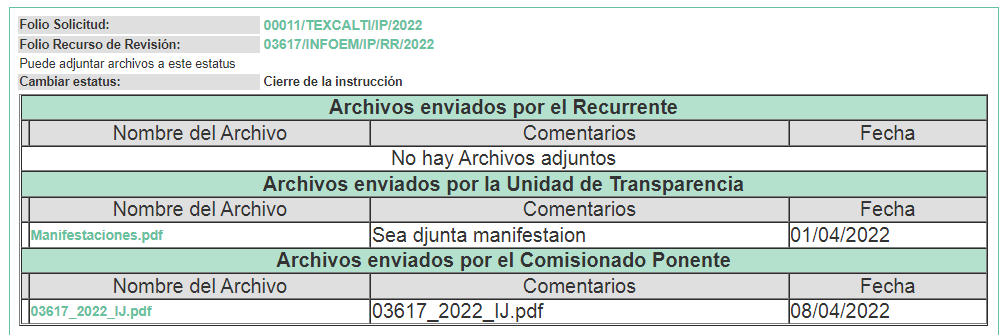 Folio Solicitud: 00011/TEXCALTI/IP/2022
Folio Recurso de Revisión: 03617/INFOEM/IP/RR/2022
Puede adjuntar archivos a este estatus
Cambiar estatus: Cierre de la instrucción
Archivos enviados por el Recurrente
Nombre del Archivo Comentarios Fecha
No hay Archivos adjuntos
Archivos enviados por la Unidad de Transparencia
Nombre del Archivo Comentarios Fecha
Manifestaciones.pdf Sea djunta manifestaion 01/04/2022
Archivos enviados por el Comisionado Ponente
Nombre del Archivo Comentarios Fecha
03617_2022_IJ.pdf 03617_2022_IJ.pdf 08/04/2022